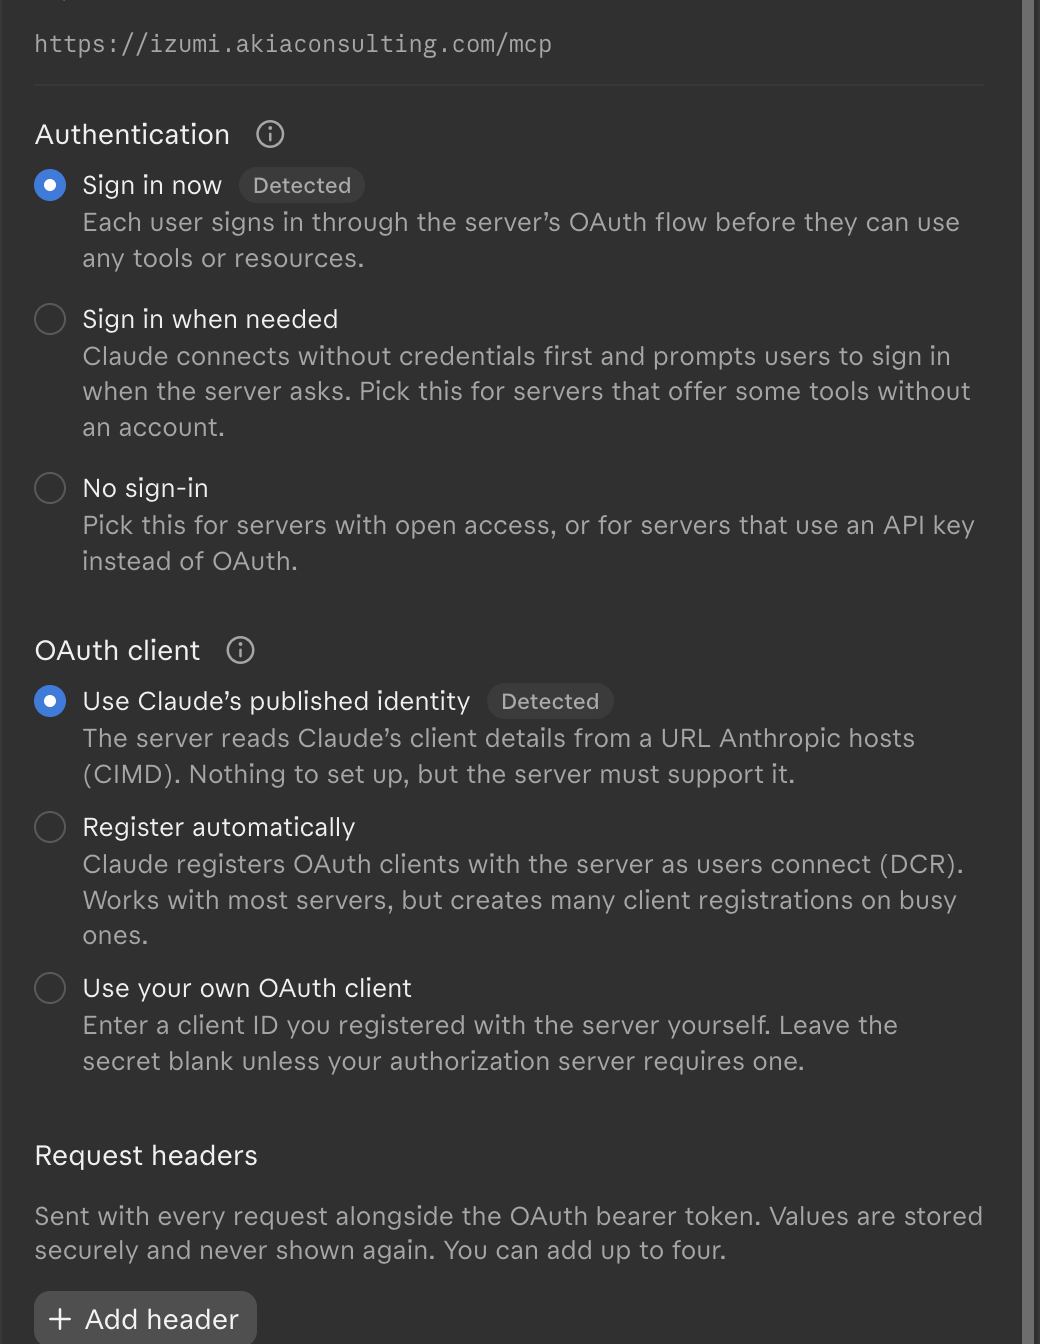 https://izumi.akiaconsulting.com/mcp
Authentication
Sign in now Detected
Each user signs in through the server’s OAuth flow before they can use
any tools or resources.
Sign in when needed
Claude connects without credentials first and prompts users to sign in
when the server asks. Pick this for servers that offer some tools without
an account.
No sign-in
Pick this for servers with open access, or for servers that use an API key
instead of OAuth.
OAuth client
Use Claude’s published identity Detected
The server reads Claude’s client details from a URL Anthropic hosts
(CIMD). Nothing to set up, but the server must support it.
Register automatically
Claude registers OAuth clients with the server as users connect (DCR).
Works with most servers, but creates many client registrations on busy
ones.
Use your own OAuth client
Enter a client ID you registered with the server yourself. Leave the
secret blank unless your authorization server requires one.
Request headers
Sent with every request alongside the OAuth bearer token. Values are stored
securely and never shown again. You can add up to four.
+ Add header